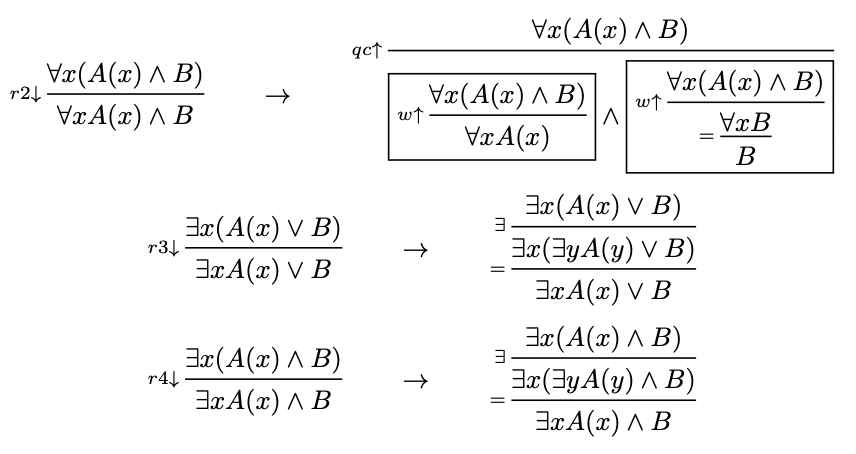 r2↓ ∀x(A(x) ∧ B) / ∀xA(x) ∧ B → qc↑ ∀x(A(x) ∧ B) / w↑ ∀x(A(x) ∧ B) / ∀xA(x) ∧ w↑ ∀x(A(x) ∧ B) / = ∀xB / B
r3↓ ∃x(A(x) ∨ B) / ∃xA(x) ∨ B → ∃ ∃x(A(x) ∨ B) / = ∃x(∃yA(y) ∨ B) / ∃xA(x) ∨ B
r4↓ ∃x(A(x) ∧ B) / ∃xA(x) ∧ B → ∃ ∃x(A(x) ∧ B) / = ∃x(∃yA(y) ∧ B) / ∃xA(x) ∧ B